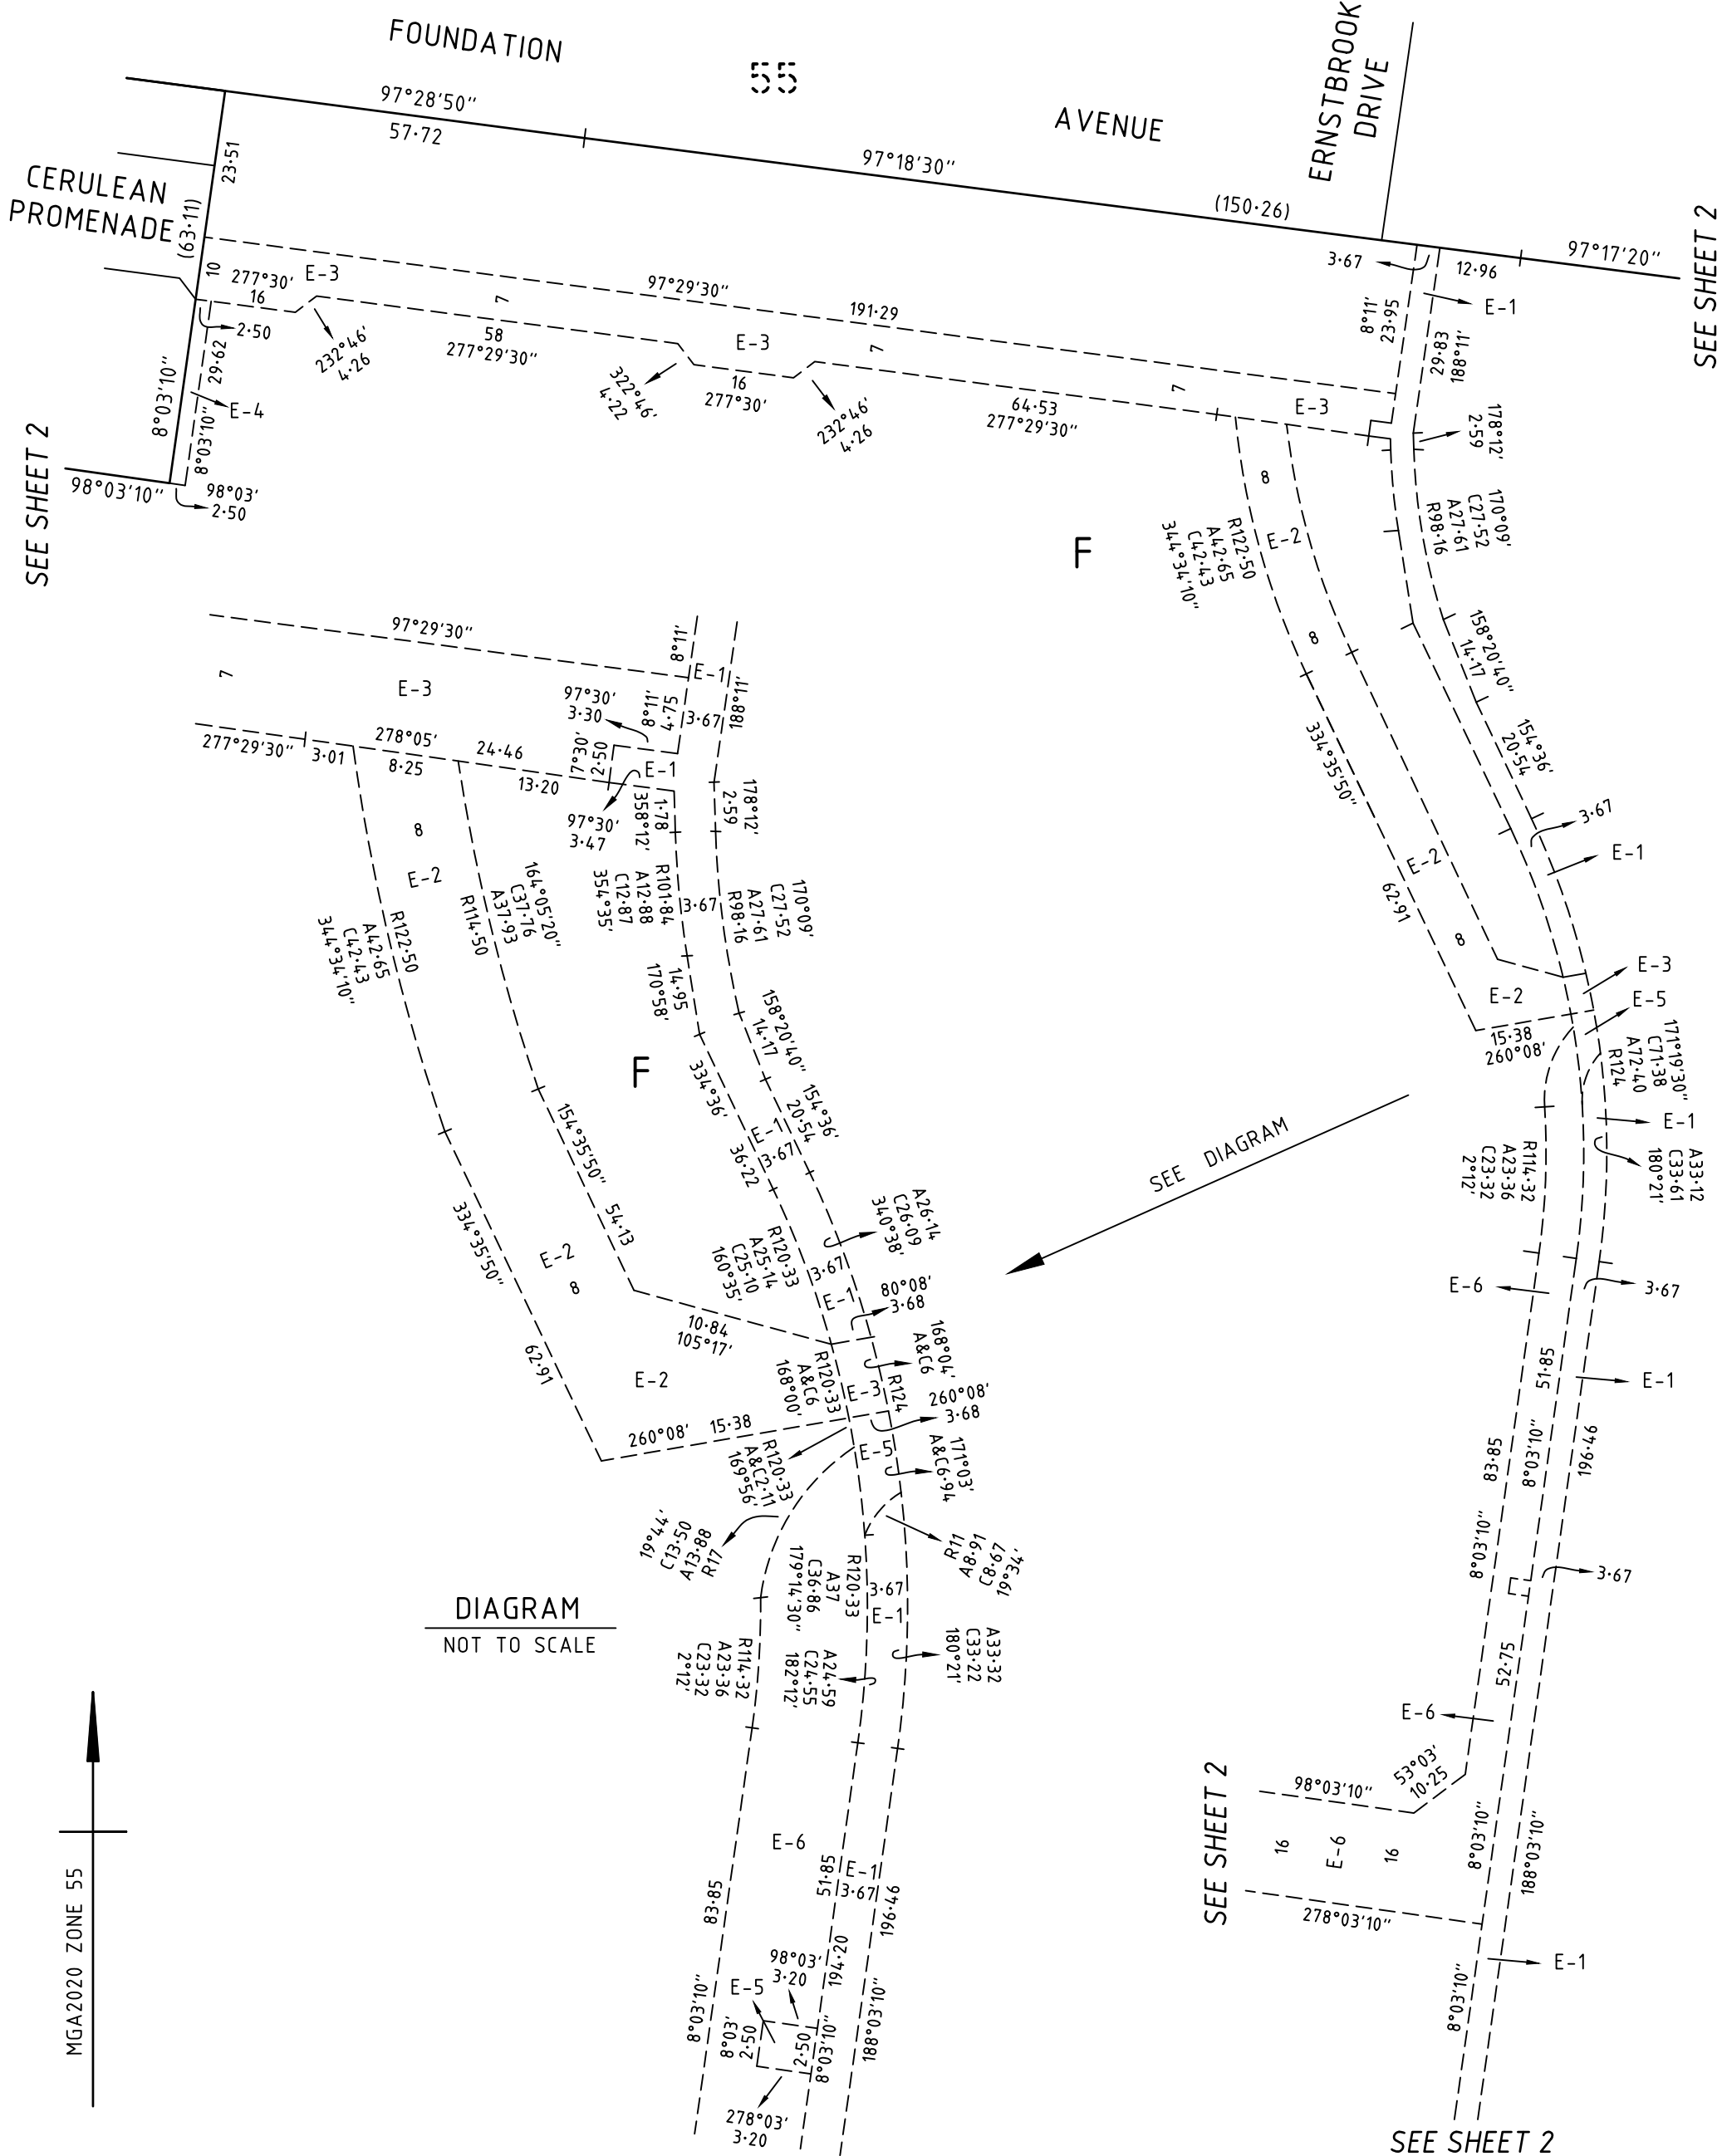 FOUNDATION
55
AVENUE
ERNSTBROOK
DRIVE
97°28'50"
57·72
97°18'30"
(150·26)
97°17'20"
SEE SHEET 2
3·67
12·96
CERULEAN
PROMENADE
23·51
(63·11)
10
277°30'
16
E-3
7
2·50
232°46'
4·26
58
277°29'30"
97°29'30"
191·29
E-3
7
322°46'
4·22
16
277°30'
232°46'
4·26
64·53
277°29'30"
7
E-3
8°11'
23·95
E-1
29·83
188°11'
178°12'
2·59
8°03'10"
29·62
E-4
8°03'10"
SEE SHEET 2
98°03'10"
98°03'
2·50
F
8
E-2
R122·50
A42·65
C42·43
344°34'10"
170°09'
C27·52
A27·61
R98·16
158°20'40"
14·17
8
334°35'50"
154°36'
20·54
3·67
E-1
E-2
62·91
8
E-3
E-5
E-2
15·38
260°08'
171°19'30"
C71·38
A72·40
R124
E-1
A33·12
C33·61
180°21'
R114·32
A23·36
C23·32
2°12'
E-6
3·67
51·85
E-1
83·85
8°03'10"
196·46
8°03'10"
3·67
52·75
E-6
53°03'
10·25
98°03'10"
SEE SHEET 2
16
E-6
16
8°03'10"
188°03'10"
278°03'10"
E-1
8°03'10"
SEE SHEET 2
SEE DIAGRAM
97°29'30"
8°11'
E-1
7
E-3
97°30'
3·30
8°11'
4·75
3·67
188°11'
277°29'30"
3·01
278°05'
8·25
24·46
13·20
7°30'
2·50
E-1
97°30'
3·47
1·78
358°12'
178°12'
2·59
8
E-2
164°05'20"
C37·76
A37·93
R114·50
R101·84
A12·88
C12·87
354°35'
3·67
170°09'
C27·52
A27·61
R98·16
R122·50
A42·65
C42·43
344°34'10"
14·95
170°58'
158°20'40"
14·17
F
334°36'
154°36'
20·54
E-1
3·67
36·22
154°35'50"
54·13
334°35'50"
E-2
8
A26·14
C26·09
340°38'
R120·33
A25·14
C25·10
160°35'
3·67
E-1
80°08'
3·68
10·84
105°17'
168°04'
A&C6
62·91
E-2
R120·33
A&C6
168°00'
E-3
R124
260°08'
3·68
260°08'
15·38
E-5
R120·33
A&C2·11
169°56'
171°03'
A&C6·94
19°44'
C13·50
A13·88
R17
R11
A8·91
C8·67
19°34'
R120·33
A37
C36·86
179°14'30"
3·67
E-1
DIAGRAM
NOT TO SCALE
R114·32
A23·36
C23·32
2°12'
A24·59
C24·55
182°12'
A33·32
C33·22
180°21'
E-6
51·85
E-1
3·67
83·85
196·46
194·20
98°03'
3·20
E-5
8°03'10"
8°03'
2·50
2·50
8°03'10"
188°03'10"
278°03'
3·20
MGA2020 ZONE 55